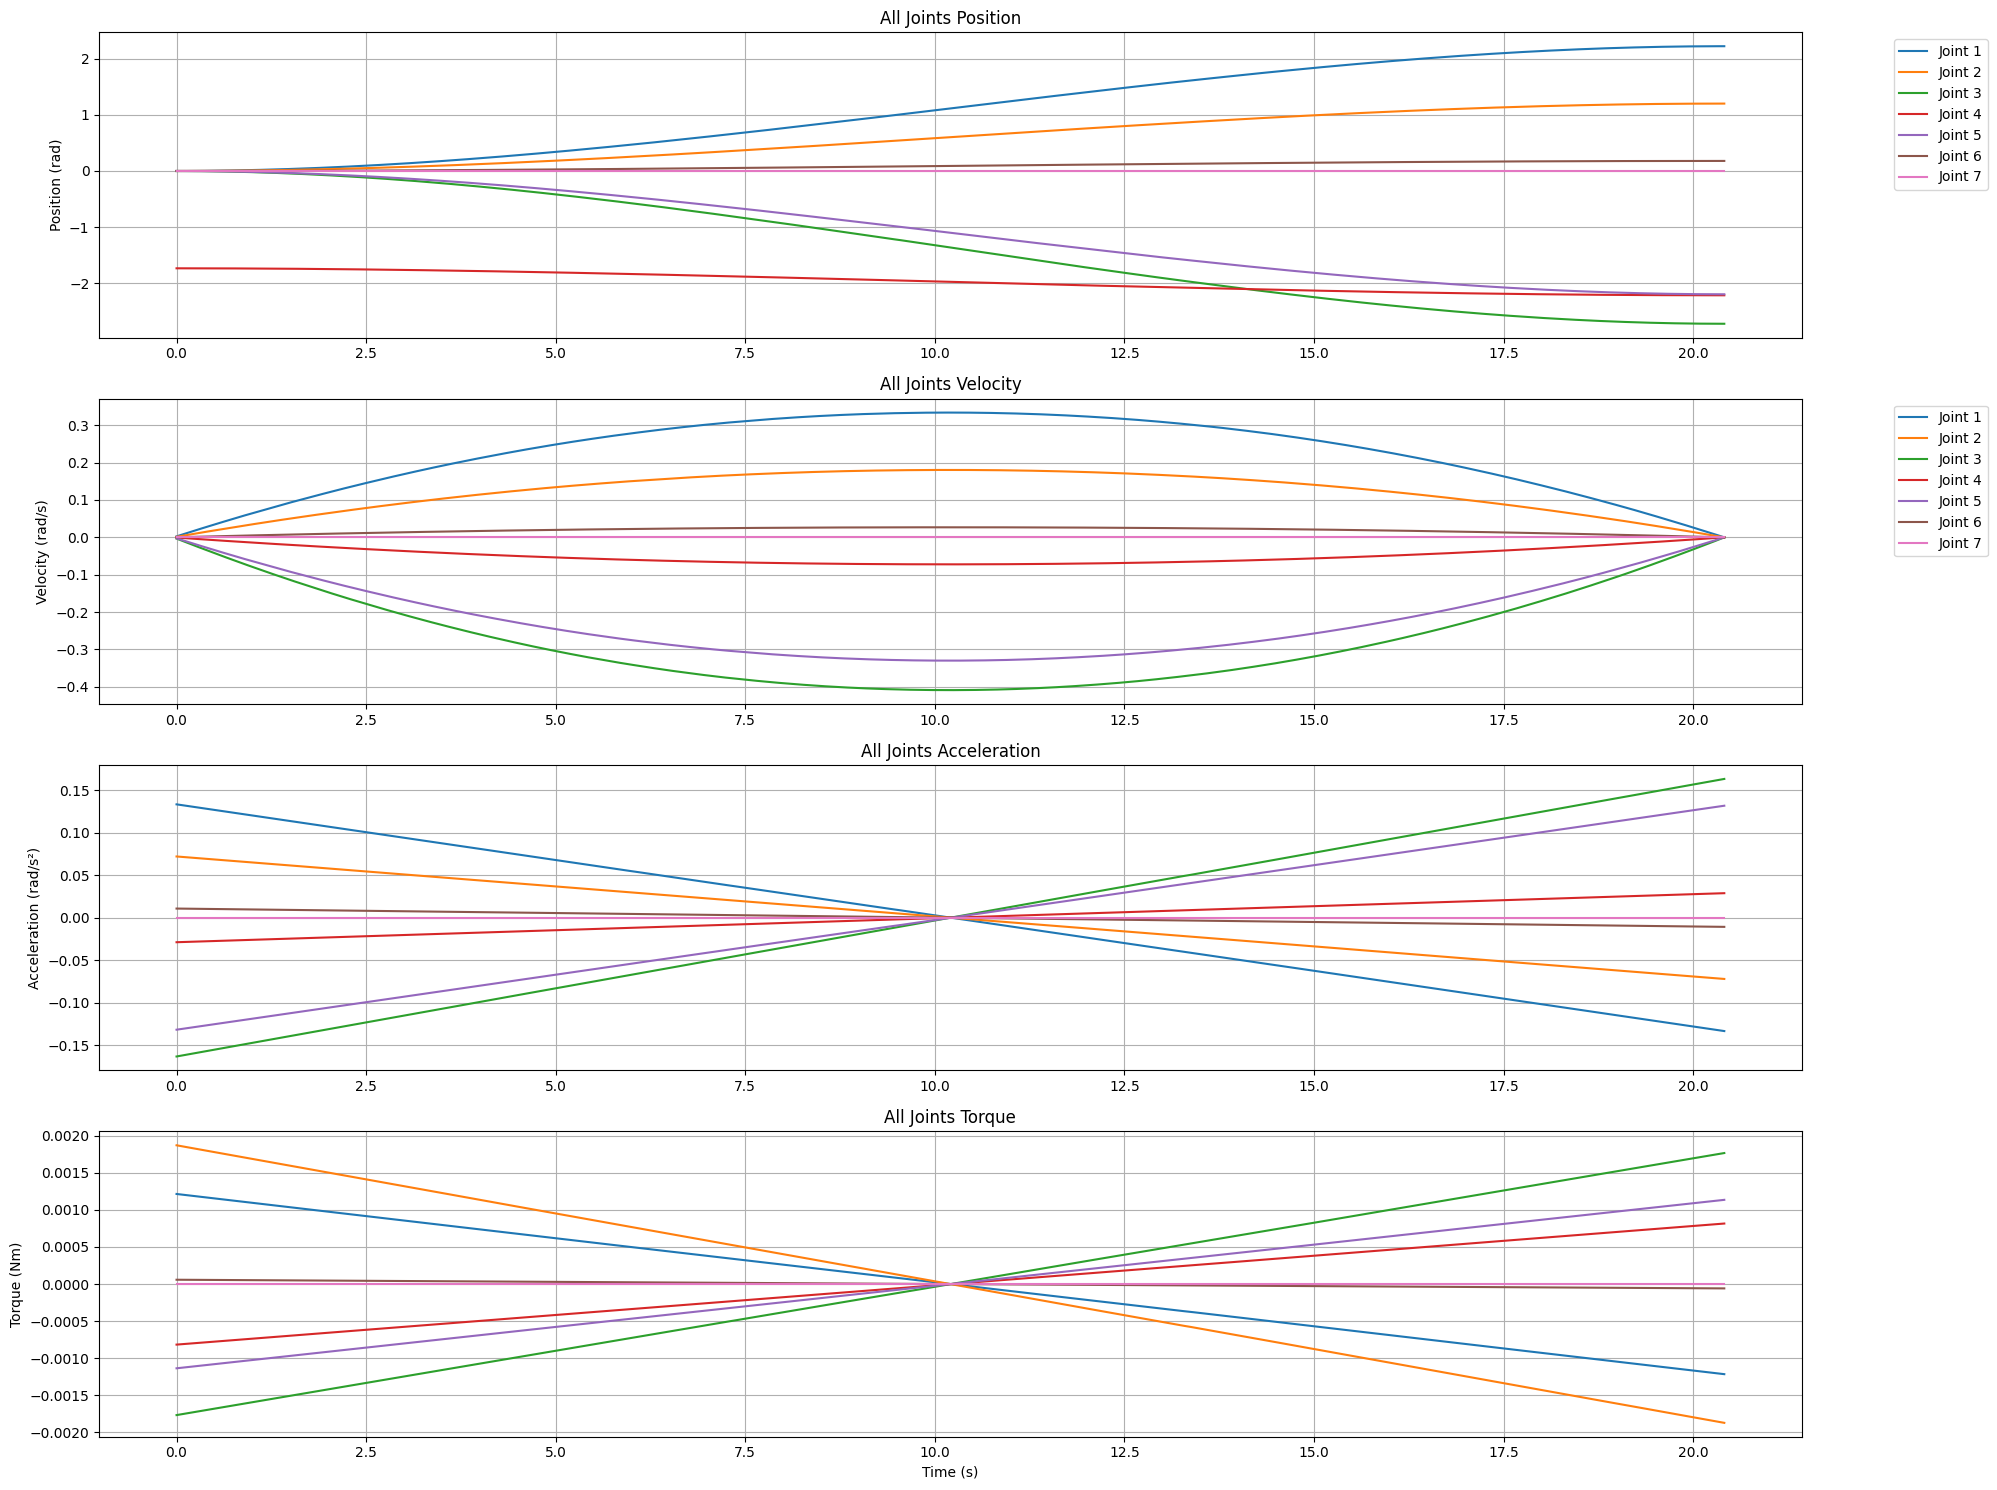 All Joints Position
Position (rad)
2
1
0
−1
−2
0.0 2.5 5.0 7.5 10.0 12.5 15.0 17.5 20.0
Joint 1
Joint 2
Joint 3
Joint 4
Joint 5
Joint 6
Joint 7
All Joints Velocity
Velocity (rad/s)
0.3
0.2
0.1
0.0
−0.1
−0.2
−0.3
−0.4
0.0 2.5 5.0 7.5 10.0 12.5 15.0 17.5 20.0
Joint 1
Joint 2
Joint 3
Joint 4
Joint 5
Joint 6
Joint 7
All Joints Acceleration
Acceleration (rad/s²)
0.15
0.10
0.05
0.00
−0.05
−0.10
−0.15
0.0 2.5 5.0 7.5 10.0 12.5 15.0 17.5 20.0
All Joints Torque
Torque (Nm)
0.0020
0.0015
0.0010
0.0005
0.0000
−0.0005
−0.0010
−0.0015
−0.0020
0.0 2.5 5.0 7.5 10.0 12.5 15.0 17.5 20.0
Time (s)